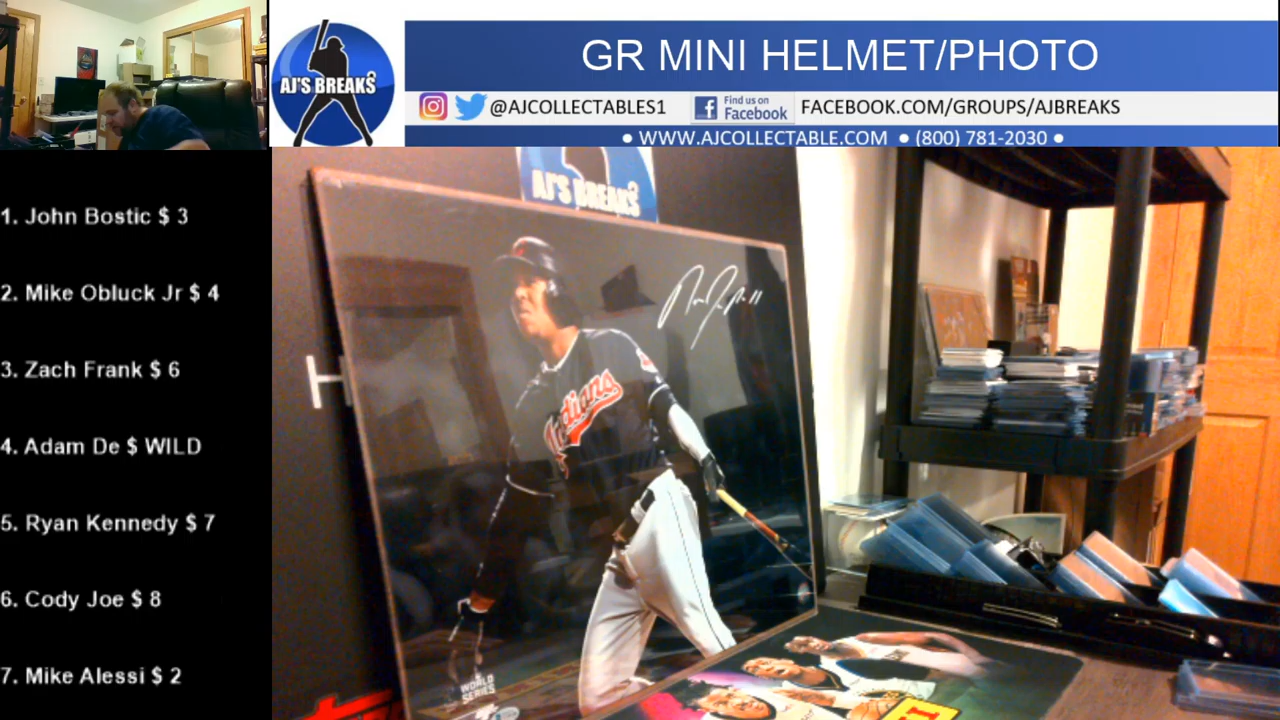 AJ'S BREAKS
GR MINI HELMET/PHOTO
@AJCOLLECTABLES1
Find us on
Facebook
FACEBOOK.COM/GROUPS/AJBREAKS
● WWW.AJCOLLECTABLE.COM ● (800) 781-2030 ●
1. John Bostic $ 3
2. Mike Obluck Jr $ 4
3. Zach Frank $ 6
4. Adam De $ WILD
5. Ryan Kennedy $ 7
6. Cody Joe $ 8
7. Mike Alessi $ 2
AJ'S BREAKS
Indians
WORLD
SERIES